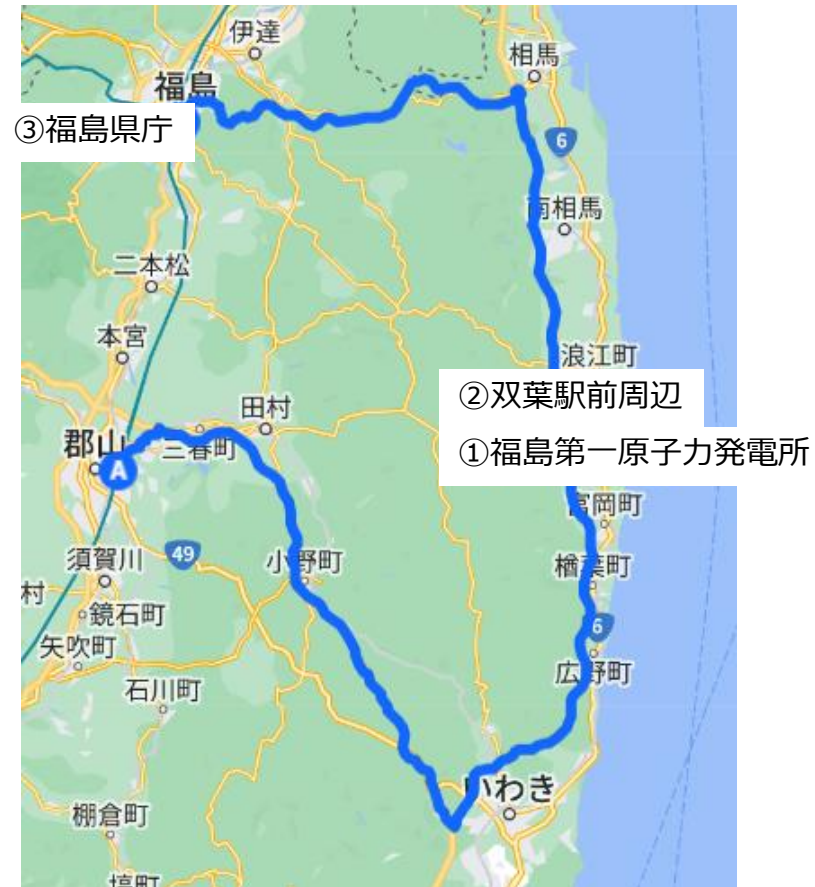 伊達
相馬
福島
③福島県庁
6
南相馬
二本松
本宮
浪江町
②双葉駅前周辺
田村
郡山
三春町
①福島第一原子力発電所
A
富岡町
49
須賀川
小野町
楢葉町
村
鏡石町
6
矢吹町
広野町
石川町
いわき
棚倉町
塙町